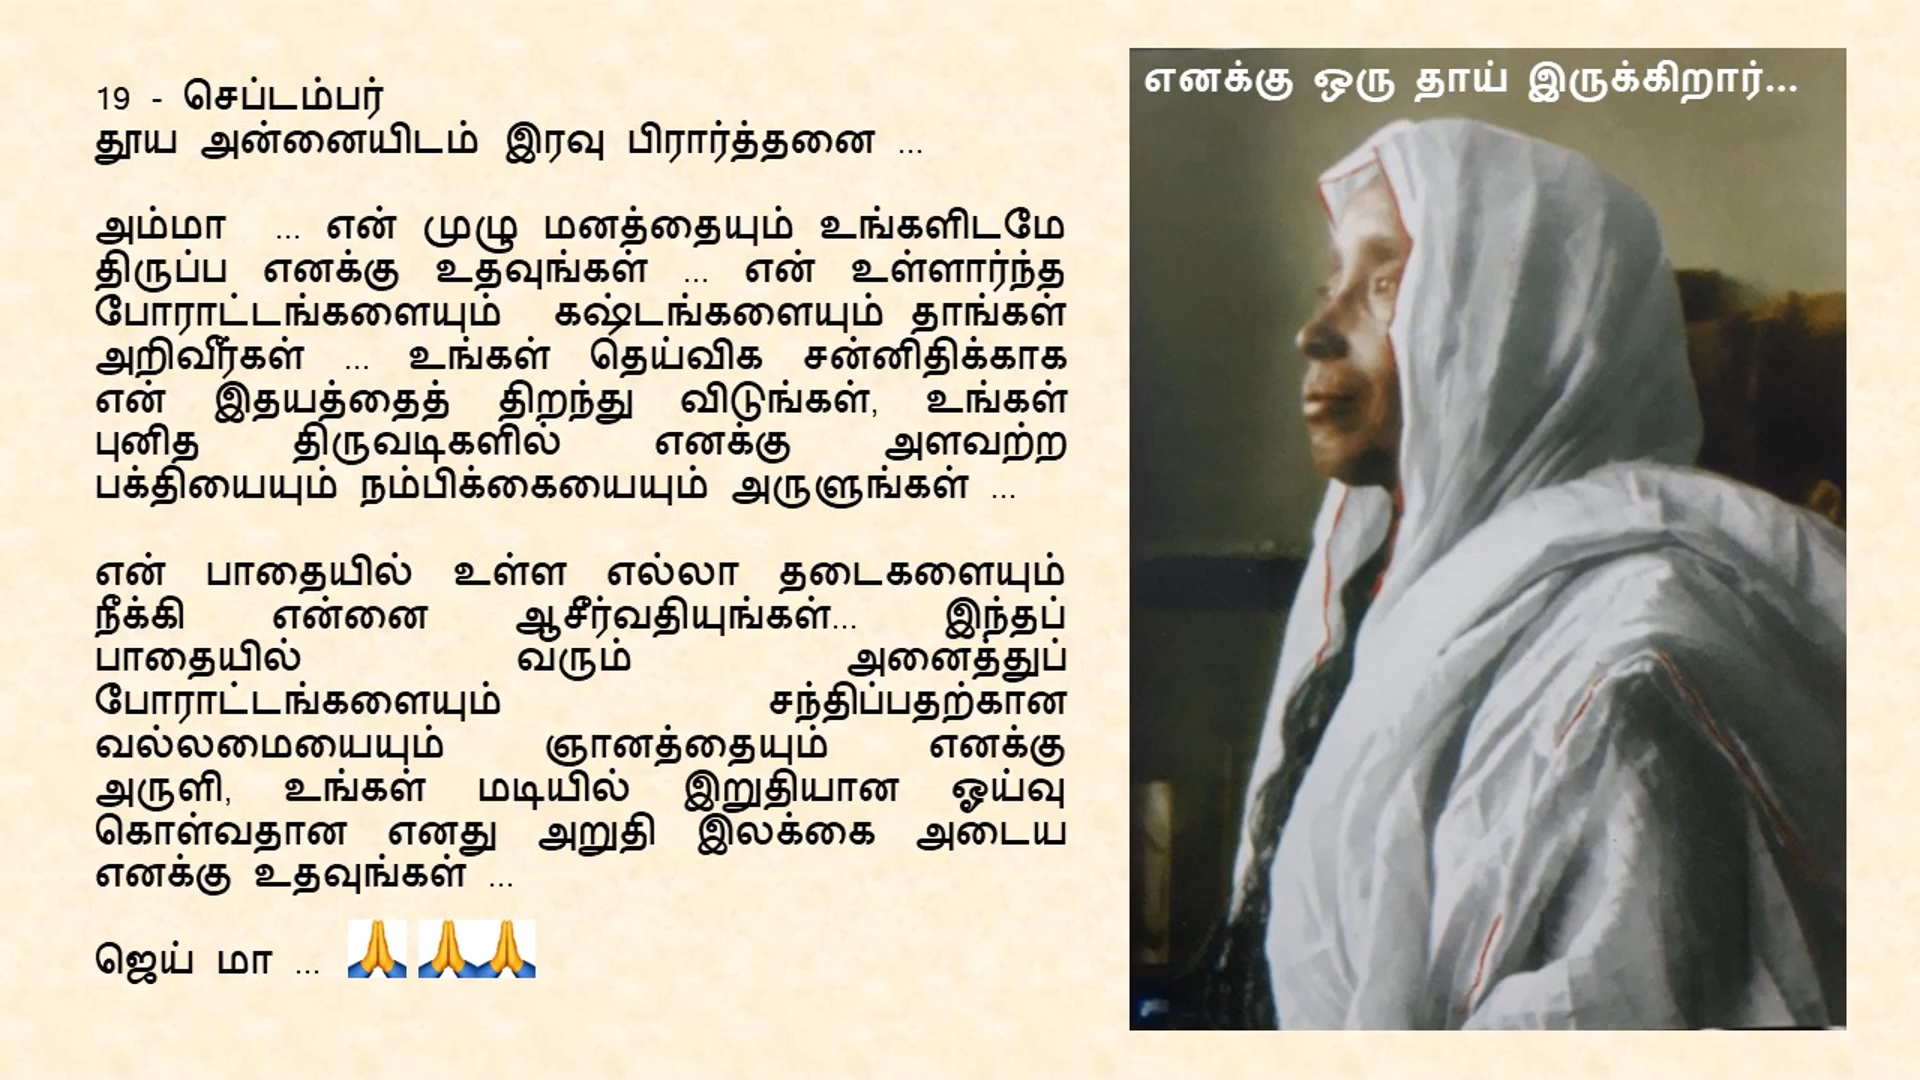 19 - செப்டம்பர்
தூய அன்னையிடம் இரவு பிரார்த்தனை ...
அம்மா ... என் முழு மனத்தையும் உங்களிடமே
திருப்ப எனக்கு உதவுங்கள் ... என் உள்ளார்ந்த
போராட்டங்களையும் கஷ்டங்களையும் தாங்கள்
அறிவீர்கள் ... உங்கள் தெய்விக சன்னிதிக்காக
என் இதயத்தைத் திறந்து விடுங்கள், உங்கள்
புனித திருவடிகளில் எனக்கு அளவற்ற
பக்தியையும் நம்பிக்கையையும் அருளுங்கள் ...
என் பாதையில் உள்ள எல்லா தடைகளையும்
நீக்கி என்னை ஆசீர்வதியுங்கள்... இந்தப்
பாதையில் வரும் அனைத்துப்
போராட்டங்களையும் சந்திப்பதற்கான
வல்லமையையும் ஞானத்தையும் எனக்கு
அருளி, உங்கள் மடியில் இறுதியான ஓய்வு
கொள்வதான எனது அறுதி இலக்கை அடைய
எனக்கு உதவுங்கள் ...
ஜெய் மா ... 🙏 🙏🙏
எனக்கு ஒரு தாய் இருக்கிறார்...